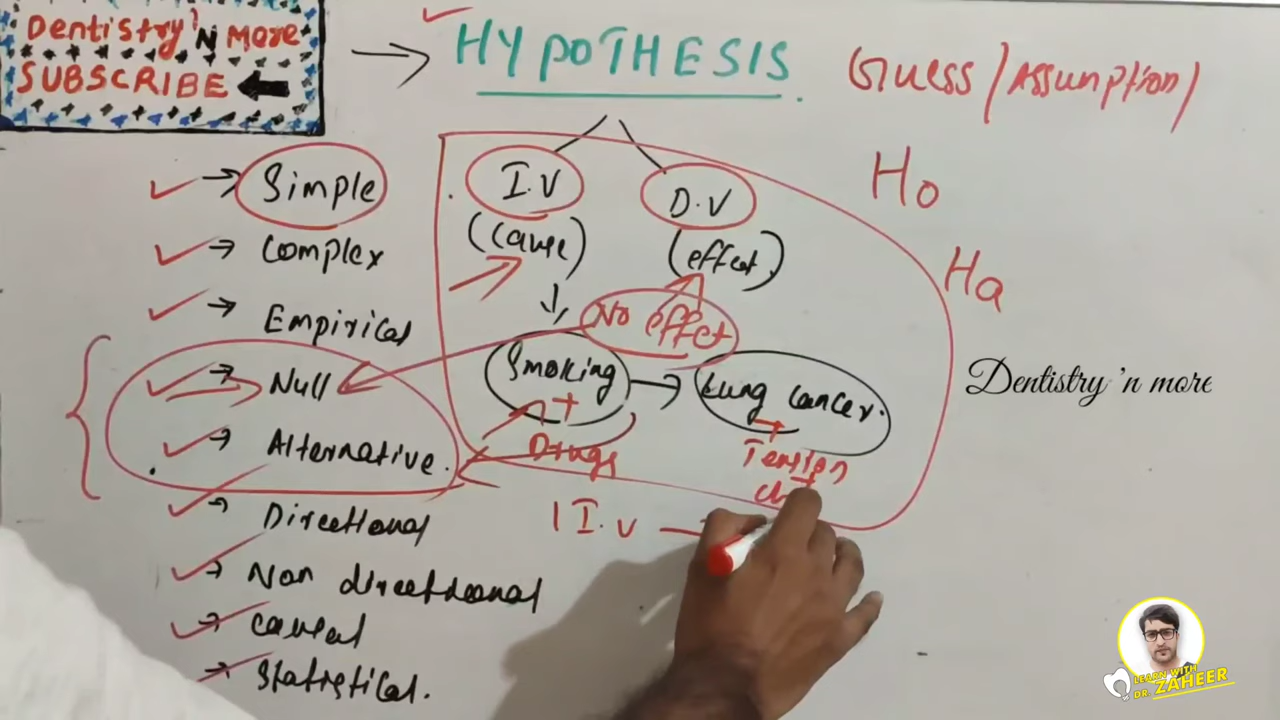 Dentistry 'N More
SUBSCRIBE
HYPOTHESIS
Guess/Assumption/
Simple
Complex
Empirical
Null
Alternative.
Directional
Non directional
Causal
Statistical.
I.V
D.V
(Cause)
(effect)
No effect
Smoking
Lung cancer.
+
Drugs
+
Tension
1 I.V
Ho
Ha
Dentistry 'n more
LEARN WITH
DR. ZAHEER